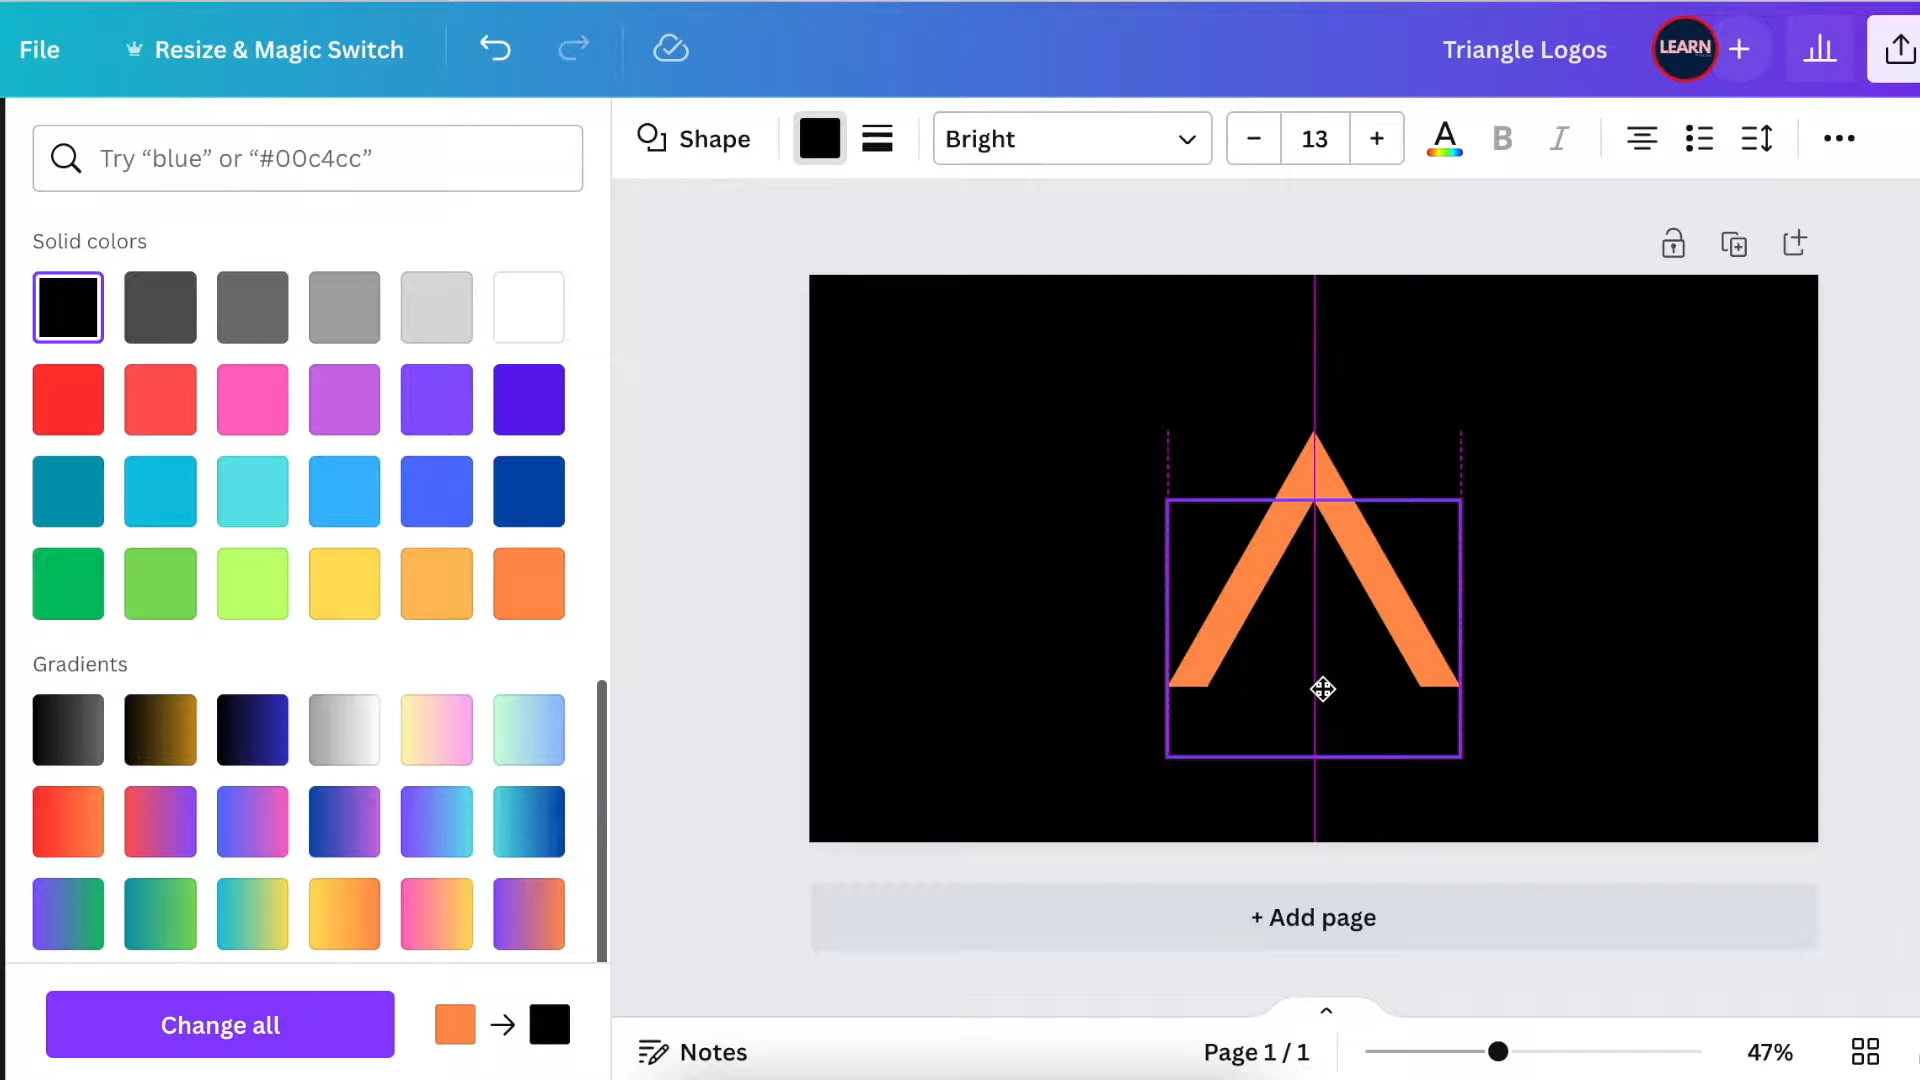 File
Resize & Magic Switch
Triangle Logos
LEARN
Try “blue” or “#00c4cc”
Shape
Bright
13
A
B
I
Solid colors
Gradients
Change all
+ Add page
Notes
Page 1 / 1
47%